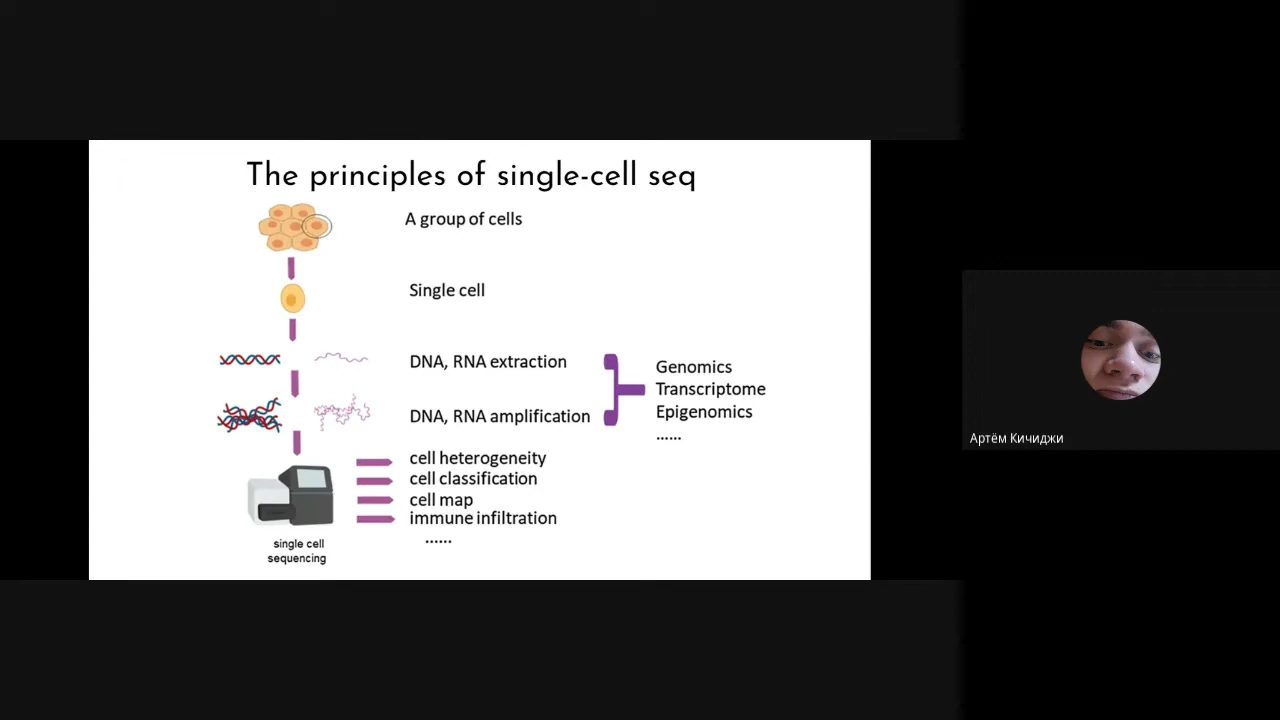 The principles of single-cell seq
A group of cells
Single cell
DNA, RNA extraction
DNA, RNA amplification
Genomics
Transcriptome
Epigenomics
......
cell heterogeneity
cell classification
cell map
immune infiltration
......
single cell
sequencing
Артём Кичиджи